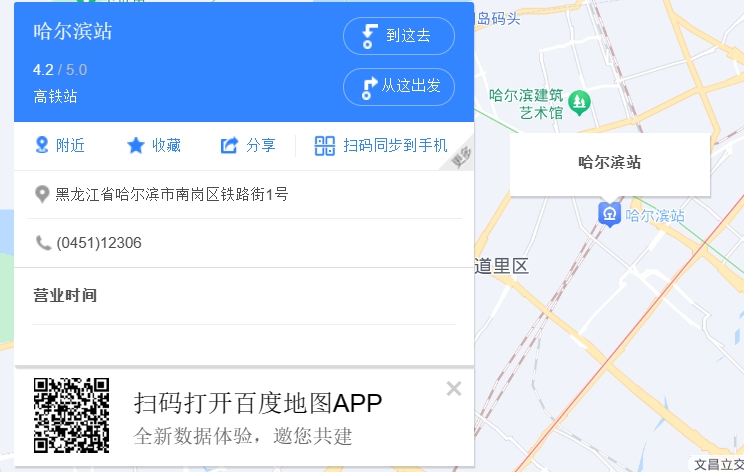 哈尔滨站
到这去
4.2 / 5.0
从这出发
高铁站
附近
收藏
分享
扫码同步到手机
更多
黑龙江省哈尔滨市南岗区铁路街1号
(0451)12306
营业时间
扫码打开百度地图APP
全新数据体验，邀您共建
岛码头
哈尔滨建筑
艺术馆
哈尔滨站
哈尔滨站
道里区
文昌立交